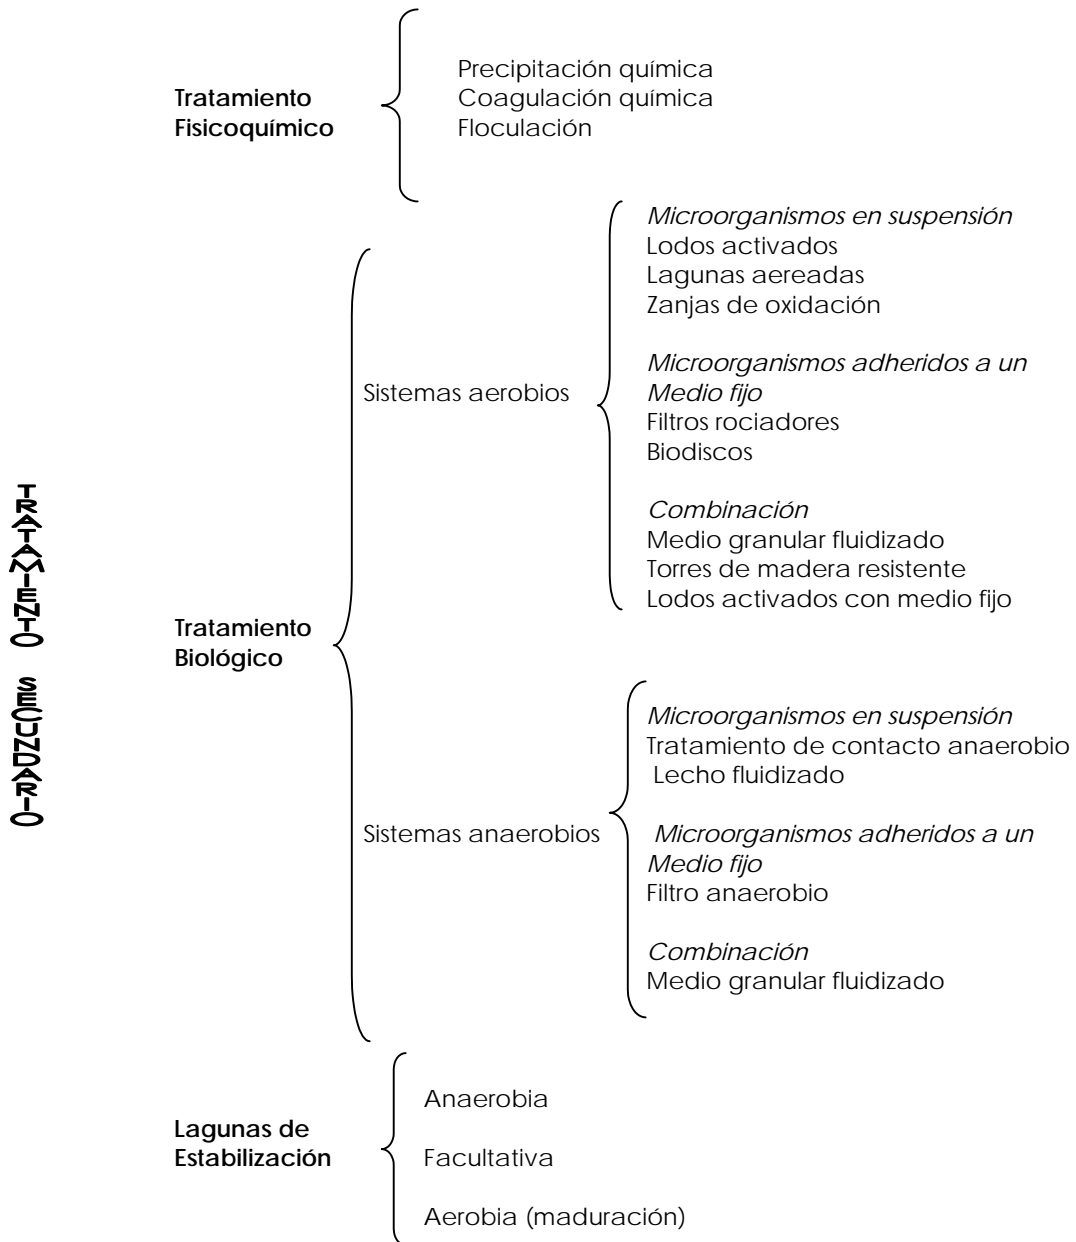 TRATAMIENTO SECUNDARIO
Tratamiento
Fisicoquímico
Precipitación química
Coagulación química
Floculación
Tratamiento
Biológico
Sistemas aerobios
Microorganismos en suspensión
Lodos activados
Lagunas aereadas
Zanjas de oxidación
Microorganismos adheridos a un
Medio fijo
Filtros rociadores
Biodiscos
Combinación
Medio granular fluidizado
Torres de madera resistente
Lodos activados con medio fijo
Sistemas anaerobios
Microorganismos en suspensión
Tratamiento de contacto anaerobio
Lecho fluidizado
Microorganismos adheridos a un
Medio fijo
Filtro anaerobio
Combinación
Medio granular fluidizado
Lagunas de
Estabilización
Anaerobia
Facultativa
Aerobia (maduración)